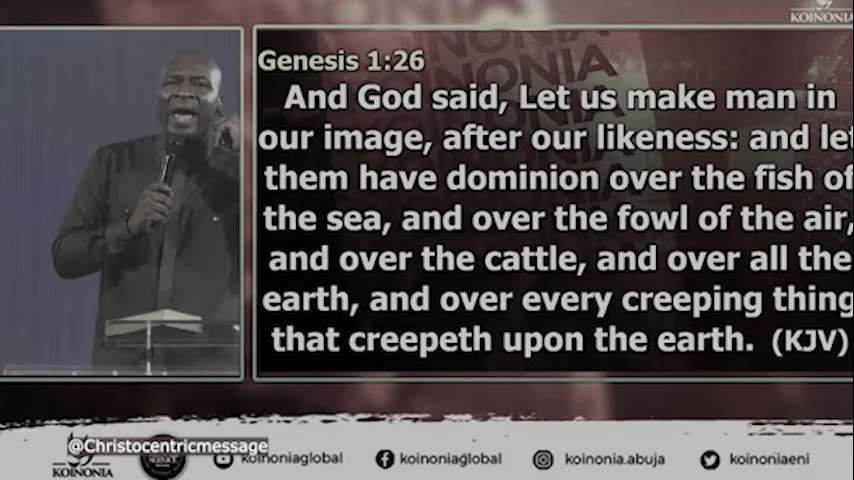 KOINONIA
Genesis 1:26
And God said, Let us make man in
our image, after our likeness: and let
them have dominion over the fish of
the sea, and over the fowl of the air,
and over the cattle, and over all the
earth, and over every creeping thing
that creepeth upon the earth. (KJV)
@Christocentricmessage
KOINONIA
koinoniaglobal
koinoniaglobal
koinonia.abuja
koinoniaeni